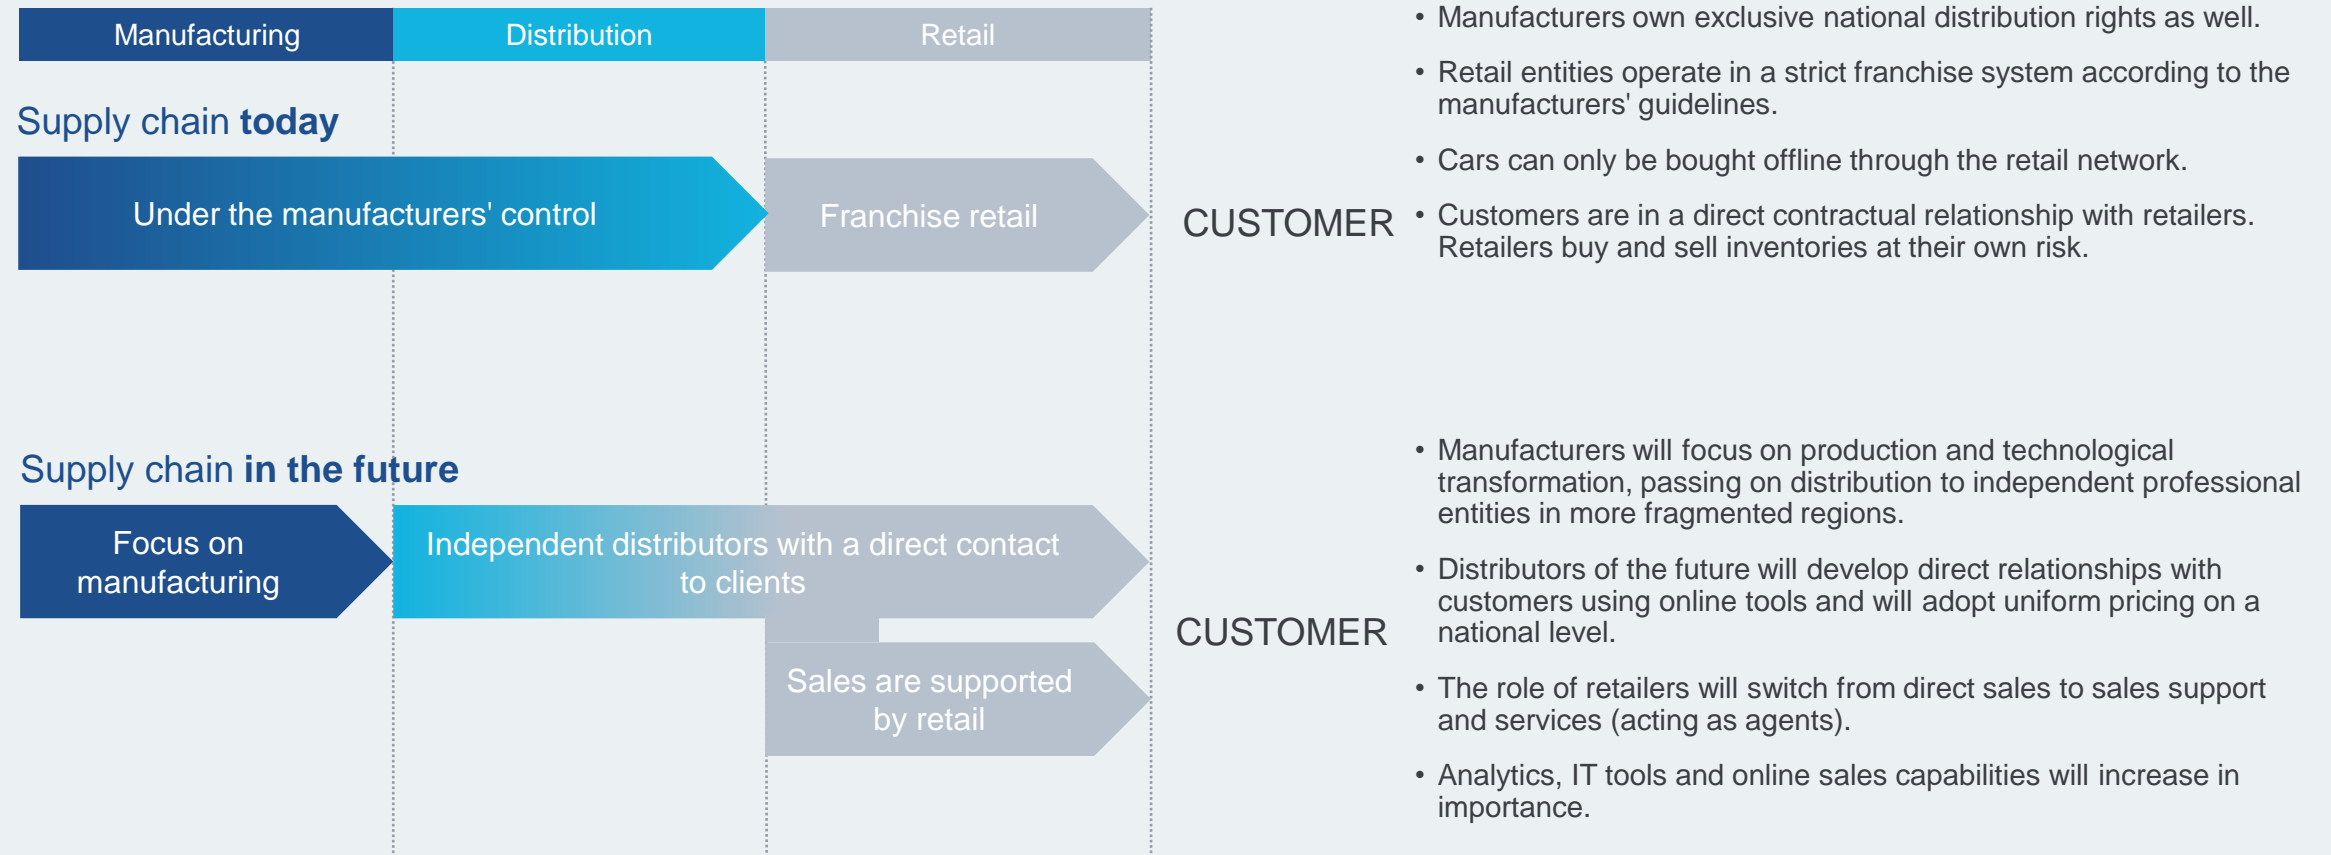 Manufacturing
Distribution
Retail
Supply chain today
Under the manufacturers' control
Franchise retail
CUSTOMER
• Manufacturers own exclusive national distribution rights as well.
• Retail entities operate in a strict franchise system according to the
manufacturers' guidelines.
• Cars can only be bought offline through the retail network.
• Customers are in a direct contractual relationship with retailers.
Retailers buy and sell inventories at their own risk.
Supply chain in the future
Focus on
manufacturing
Independent distributors with a direct contact
to clients
Sales are supported
by retail
CUSTOMER
• Manufacturers will focus on production and technological
transformation, passing on distribution to independent professional
entities in more fragmented regions.
• Distributors of the future will develop direct relationships with
customers using online tools and will adopt uniform pricing on a
national level.
• The role of retailers will switch from direct sales to sales support
and services (acting as agents).
• Analytics, IT tools and online sales capabilities will increase in
importance.